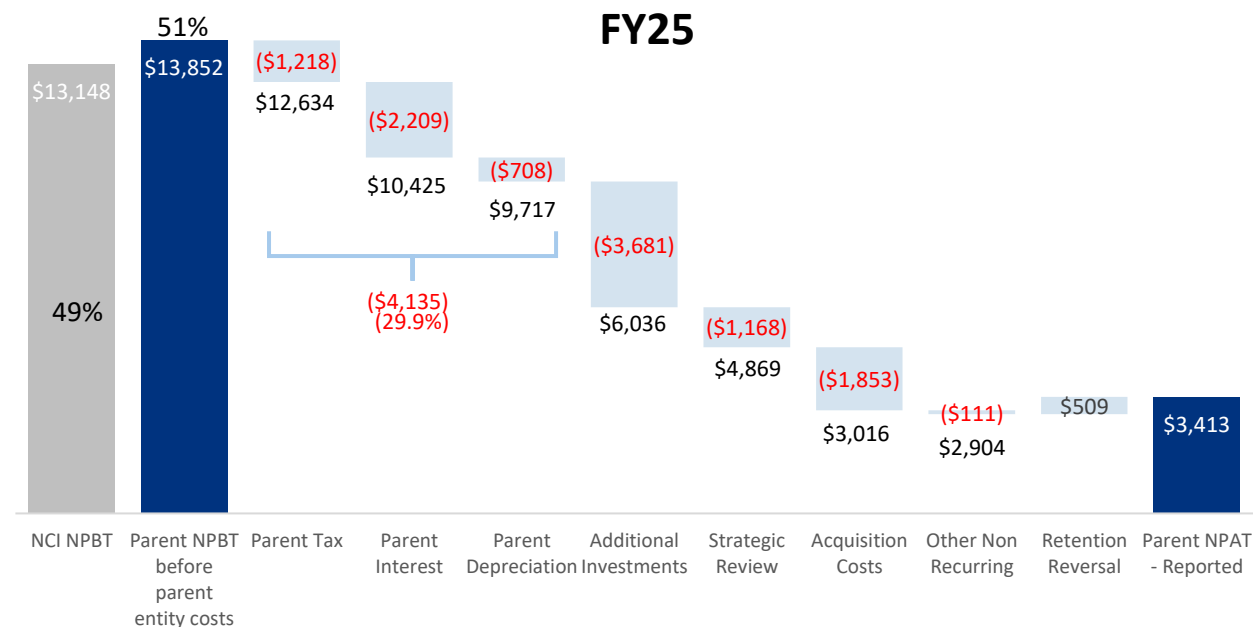 FY25
51%
$13,148
$13,852
($1,218)
$12,634
($2,209)
$10,425
($708)
$9,717
($4,135)
(29.9%)
49%
($3,681)
$6,036
($1,168)
$4,869
($1,853)
$3,016
($111)
$2,904
$509
$3,413
NCI NPBT
Parent NPBT
before
parent
entity costs
Parent Tax
Parent
Interest
Parent
Depreciation
Additional
Investments
Strategic
Review
Acquisition
Costs
Other Non
Recurring
Retention
Reversal
Parent NPAT
- Reported